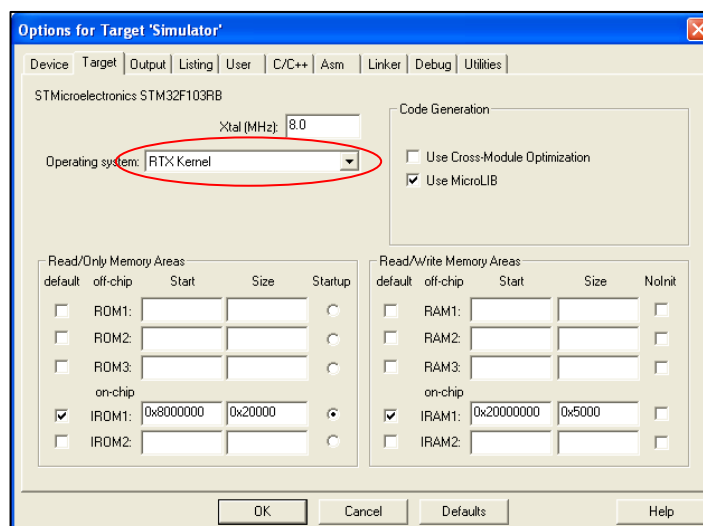 Options for Target 'Simulator'
Device Target Output Listing User C/C++ Asm Linker Debug Utilities
STMicroelectronics STM32F103RB
Xtal (MHz): 8.0
Operating system: RTX Kernel
Code Generation
Use Cross-Module Optimization
Use MicroLIB
Read/Only Memory Areas
default off-chip Start Size Startup
ROM1:
ROM2:
ROM3:
on-chip
IROM1: 0x8000000 0x20000
IROM2:
Read/Write Memory Areas
default off-chip Start Size NoInit
RAM1:
RAM2:
RAM3:
on-chip
IRAM1: 0x20000000 0x5000
IRAM2:
OK Cancel Defaults Help